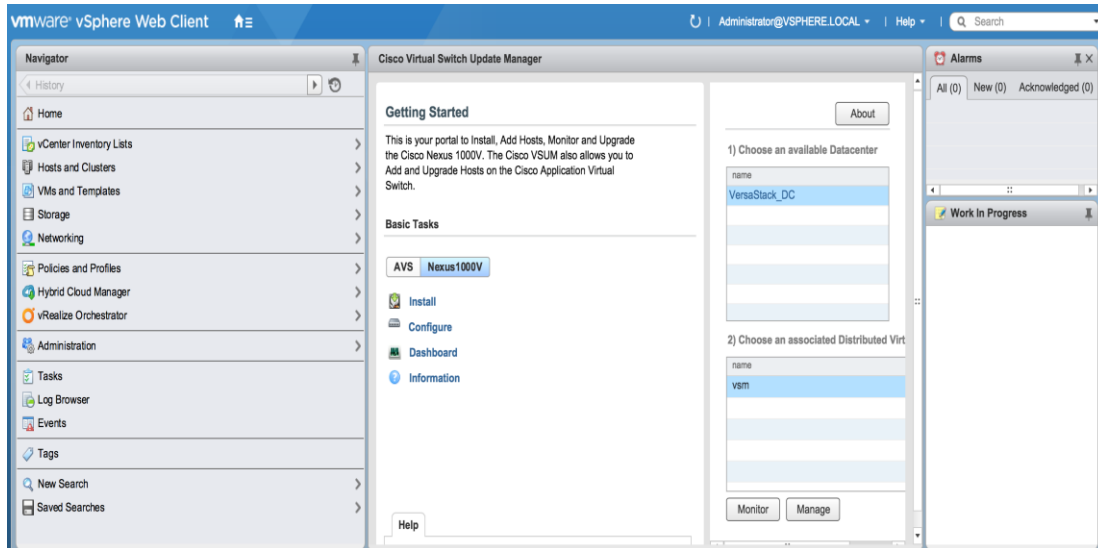 vmware® vSphere Web Client
Administrator@VSPHERE.LOCAL
Help
Search
Navigator
History
Home
vCenter Inventory Lists
Hosts and Clusters
VMs and Templates
Storage
Networking
Policies and Profiles
Hybrid Cloud Manager
vRealize Orchestrator
Administration
Tasks
Log Browser
Events
Tags
New Search
Saved Searches
Cisco Virtual Switch Update Manager
Getting Started
This is your portal to Install, Add Hosts, Monitor and Upgrade
the Cisco Nexus 1000V. The Cisco VSUM also allows you to
Add and Upgrade Hosts on the Cisco Application Virtual
Switch.
Basic Tasks
AVS Nexus1000V
Install
Configure
Dashboard
Information
Help
About
1) Choose an available Datacenter
name
VersaStack_DC
2) Choose an associated Distributed Virt
name
vsm
Monitor Manage
Alarms
All (0) New (0) Acknowledged (0)
Work In Progress